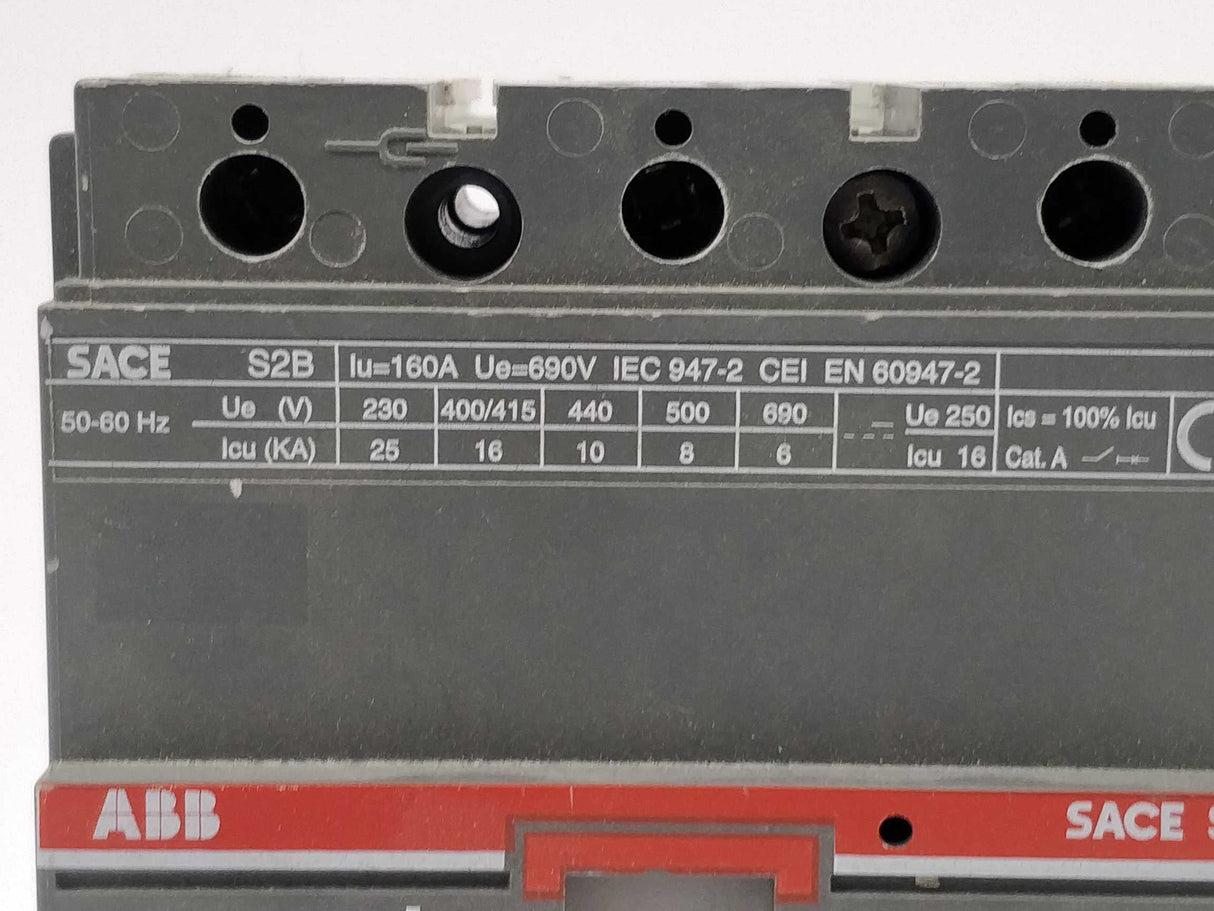 SACE S2B Iu=160A Ue=690V IEC 947-2 CEI EN 60947-2
50-60 Hz Ue (V) 230 400/415 440 500 690 Ue 250 Ics = 100% Icu
Icu (KA) 25 16 10 8 6 Icu 16 Cat. A
ABB SACE